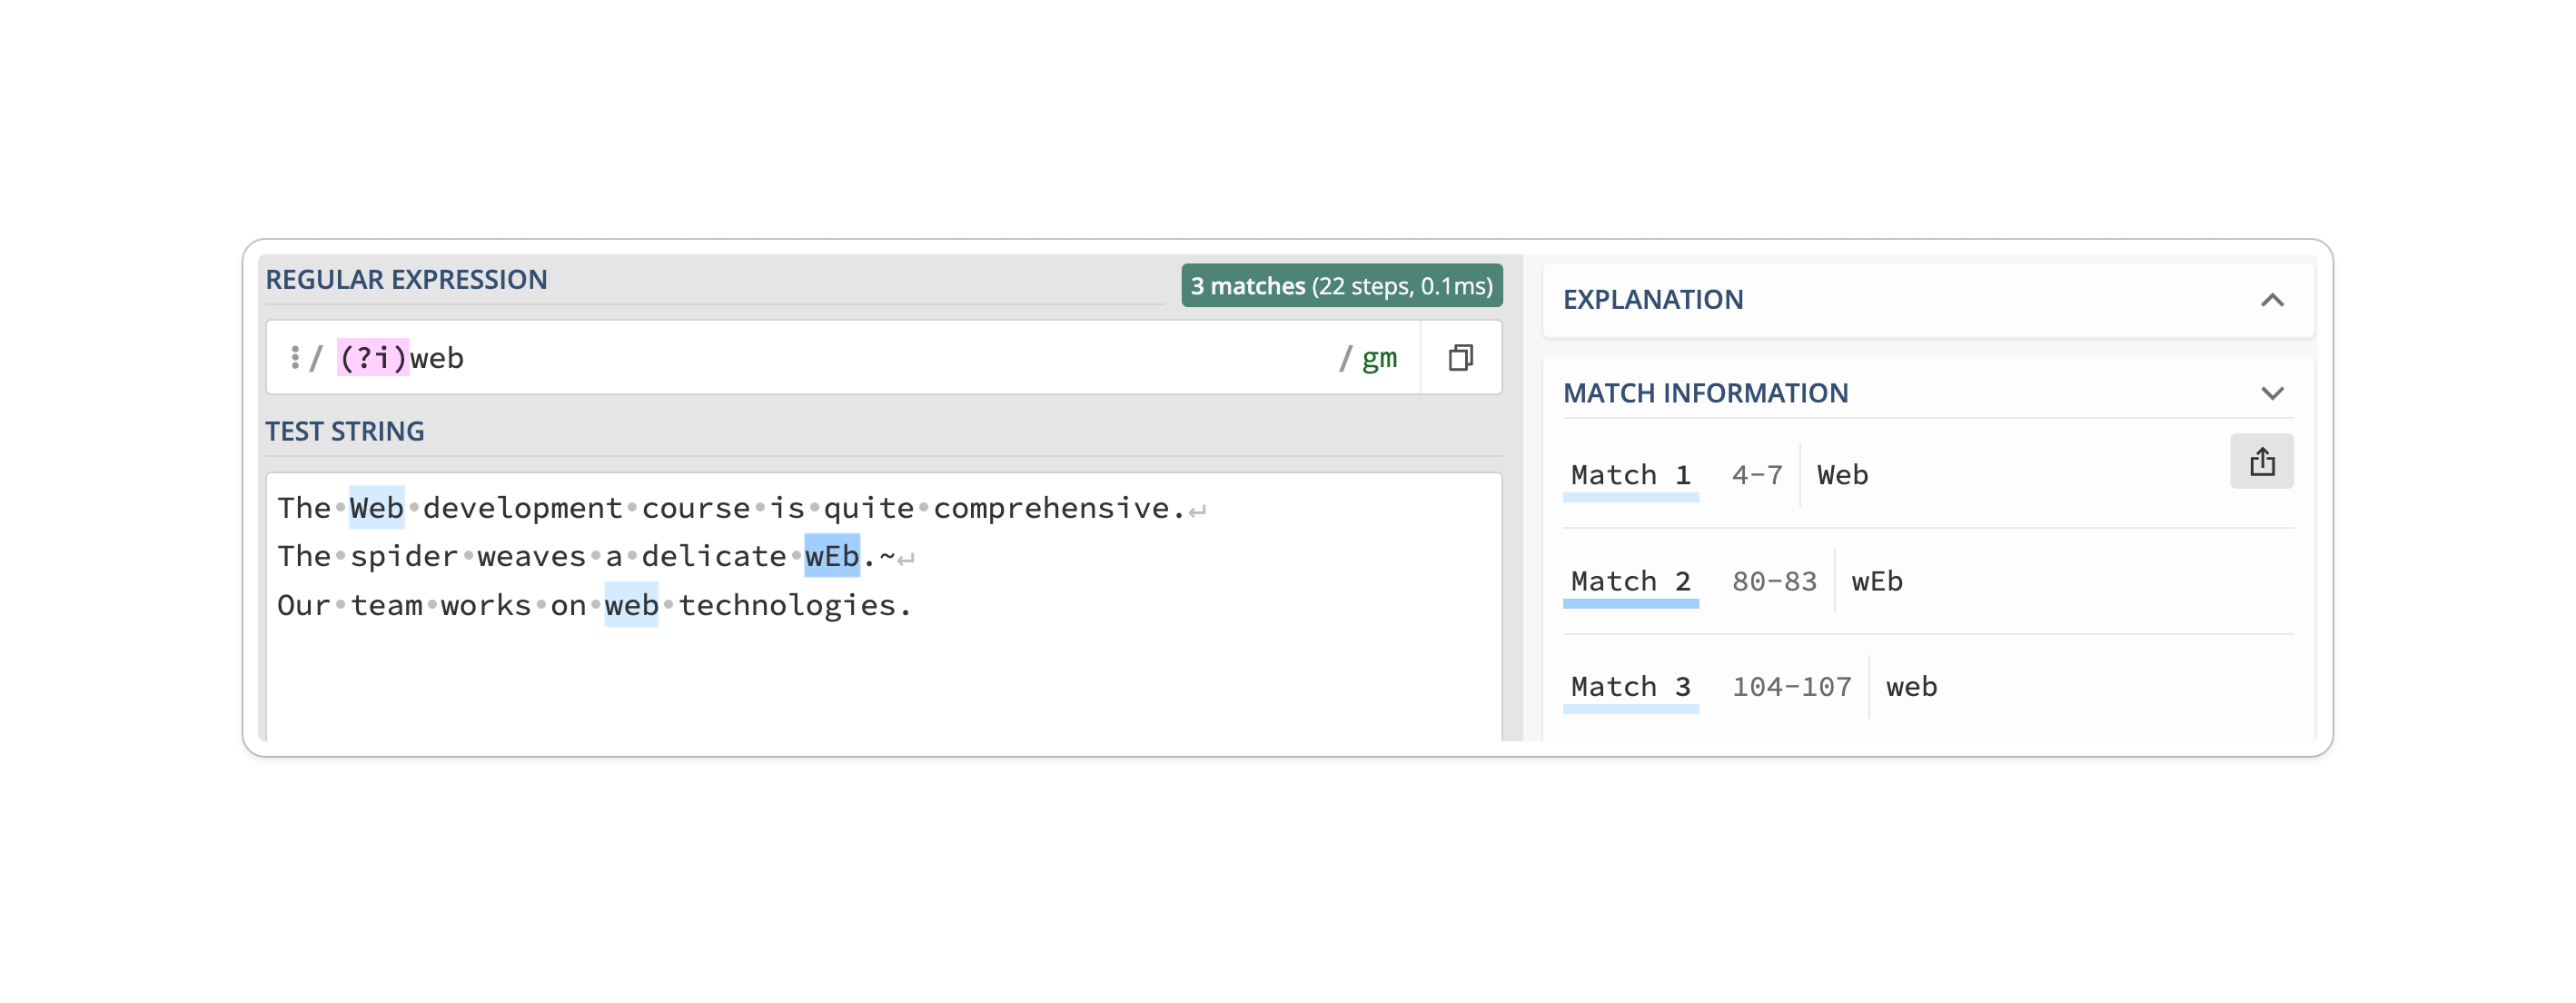 REGULAR EXPRESSION
3 matches (22 steps, 0.1ms)
/ (?i)web / gm
TEST STRING
The·Web·development·course·is·quite·comprehensive.↵
The·spider·weaves·a·delicate·wEb.~↵
Our·team·works·on·web·technologies.
EXPLANATION
MATCH INFORMATION
Match 1 4-7 Web
Match 2 80-83 wEb
Match 3 104-107 web